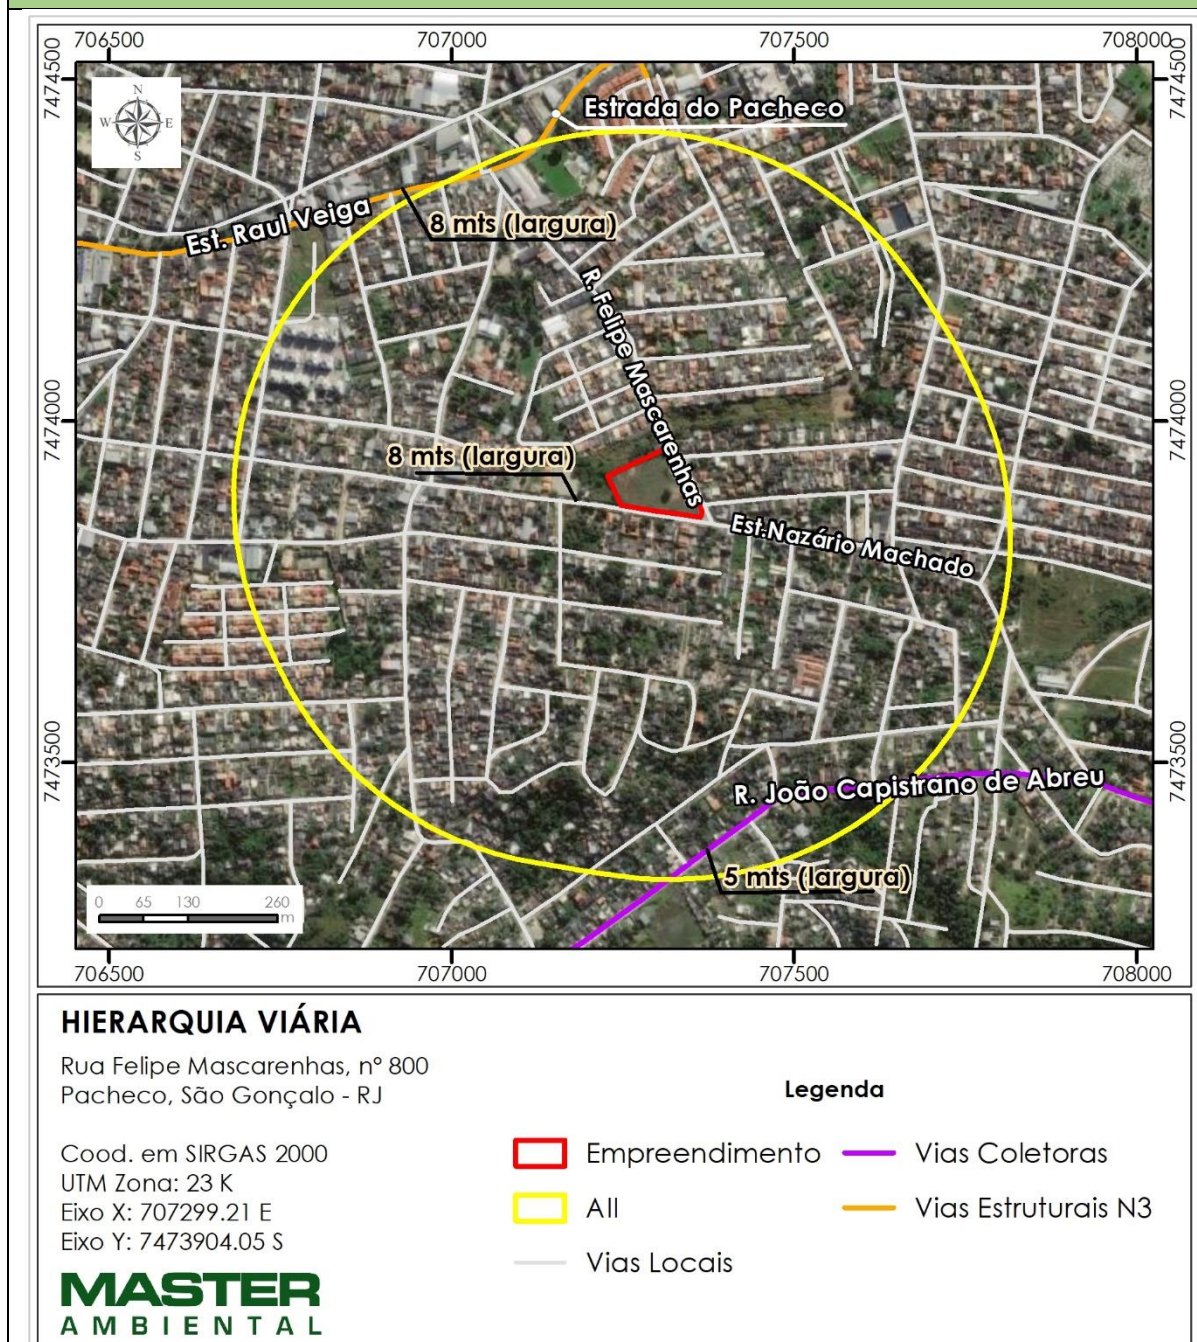 706500 707000 707500 708000
7474500 7474500
N
W E
S
Estrada do Pacheco
Est. Raul Veiga
8 mts (largura)
R. Felipe Mascarenhas
7474000 7474000
8 mts (largura)
Est.Nazário Machado
7473500 7473500
R. João Capistrano de Abreu
5 mts (largura)
0 65 130 260
m
706500 707000 707500 708000
HIERARQUIA VIÁRIA
Rua Felipe Mascarenhas, nº 800
Pacheco, São Gonçalo - RJ
Cood. em SIRGAS 2000
UTM Zona: 23 K
Eixo X: 707299.21 E
Eixo Y: 7473904.05 S
MASTER
AMBIENTAL
Legenda
Empreendimento
AII
Vias Locais
Vias Coletoras
Vias Estruturais N3